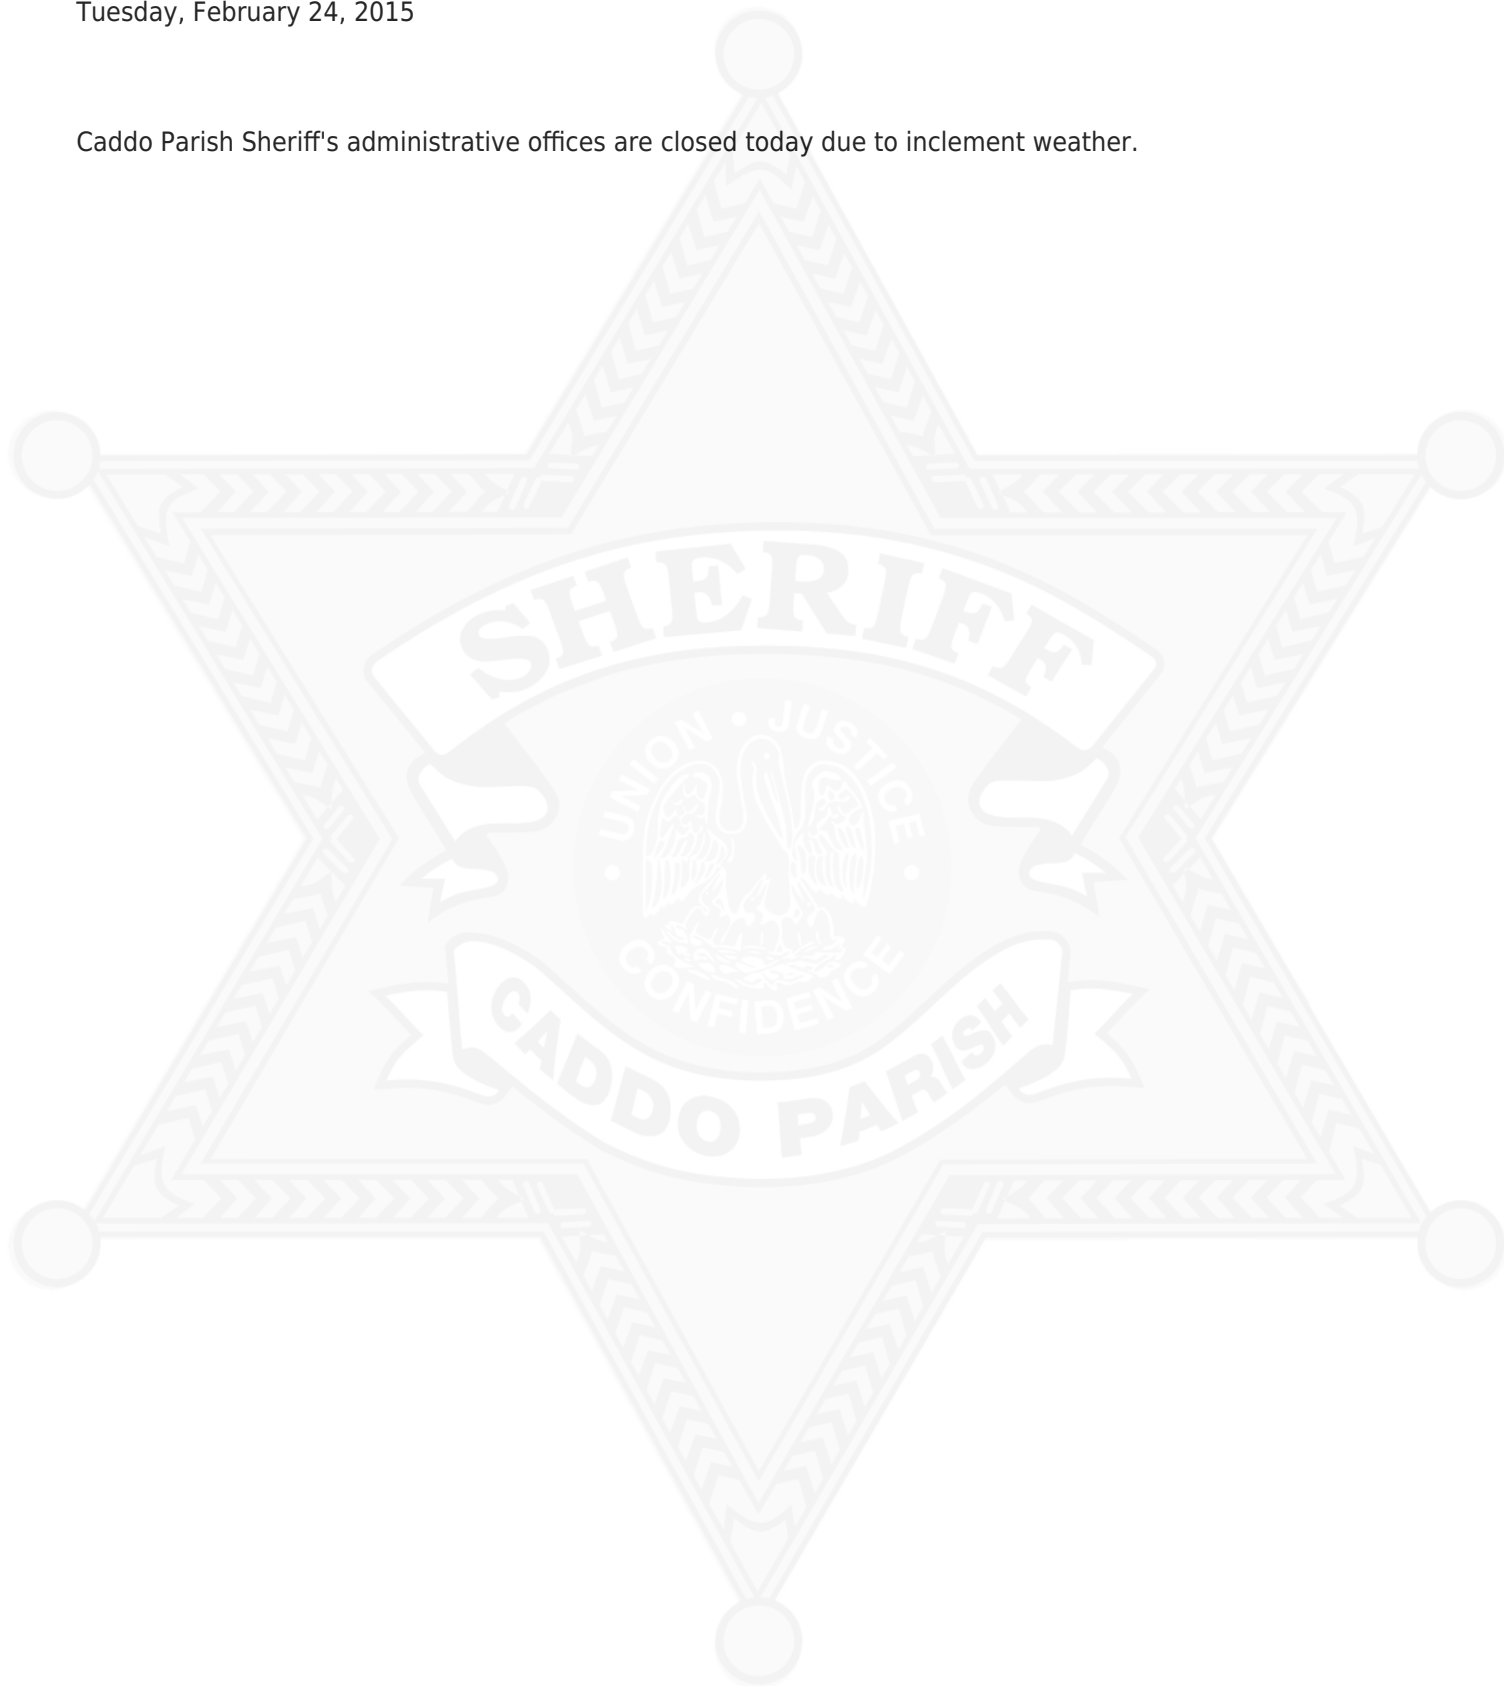 Tuesday, February 24, 2015
Caddo Parish Sheriff's administrative offices are closed today due to inclement weather.
SHERIFF
UNION • JUSTICE
• CONFIDENCE •
CADDO PARISH